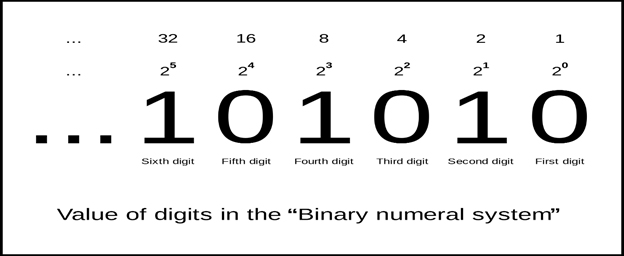 ... 32 16 8 4 2 1
... 2⁵ 2⁴ 2³ 2² 2¹ 2⁰
...101010
Sixth digit Fifth digit Fourth digit Third digit Second digit First digit
Value of digits in the “Binary numeral system”